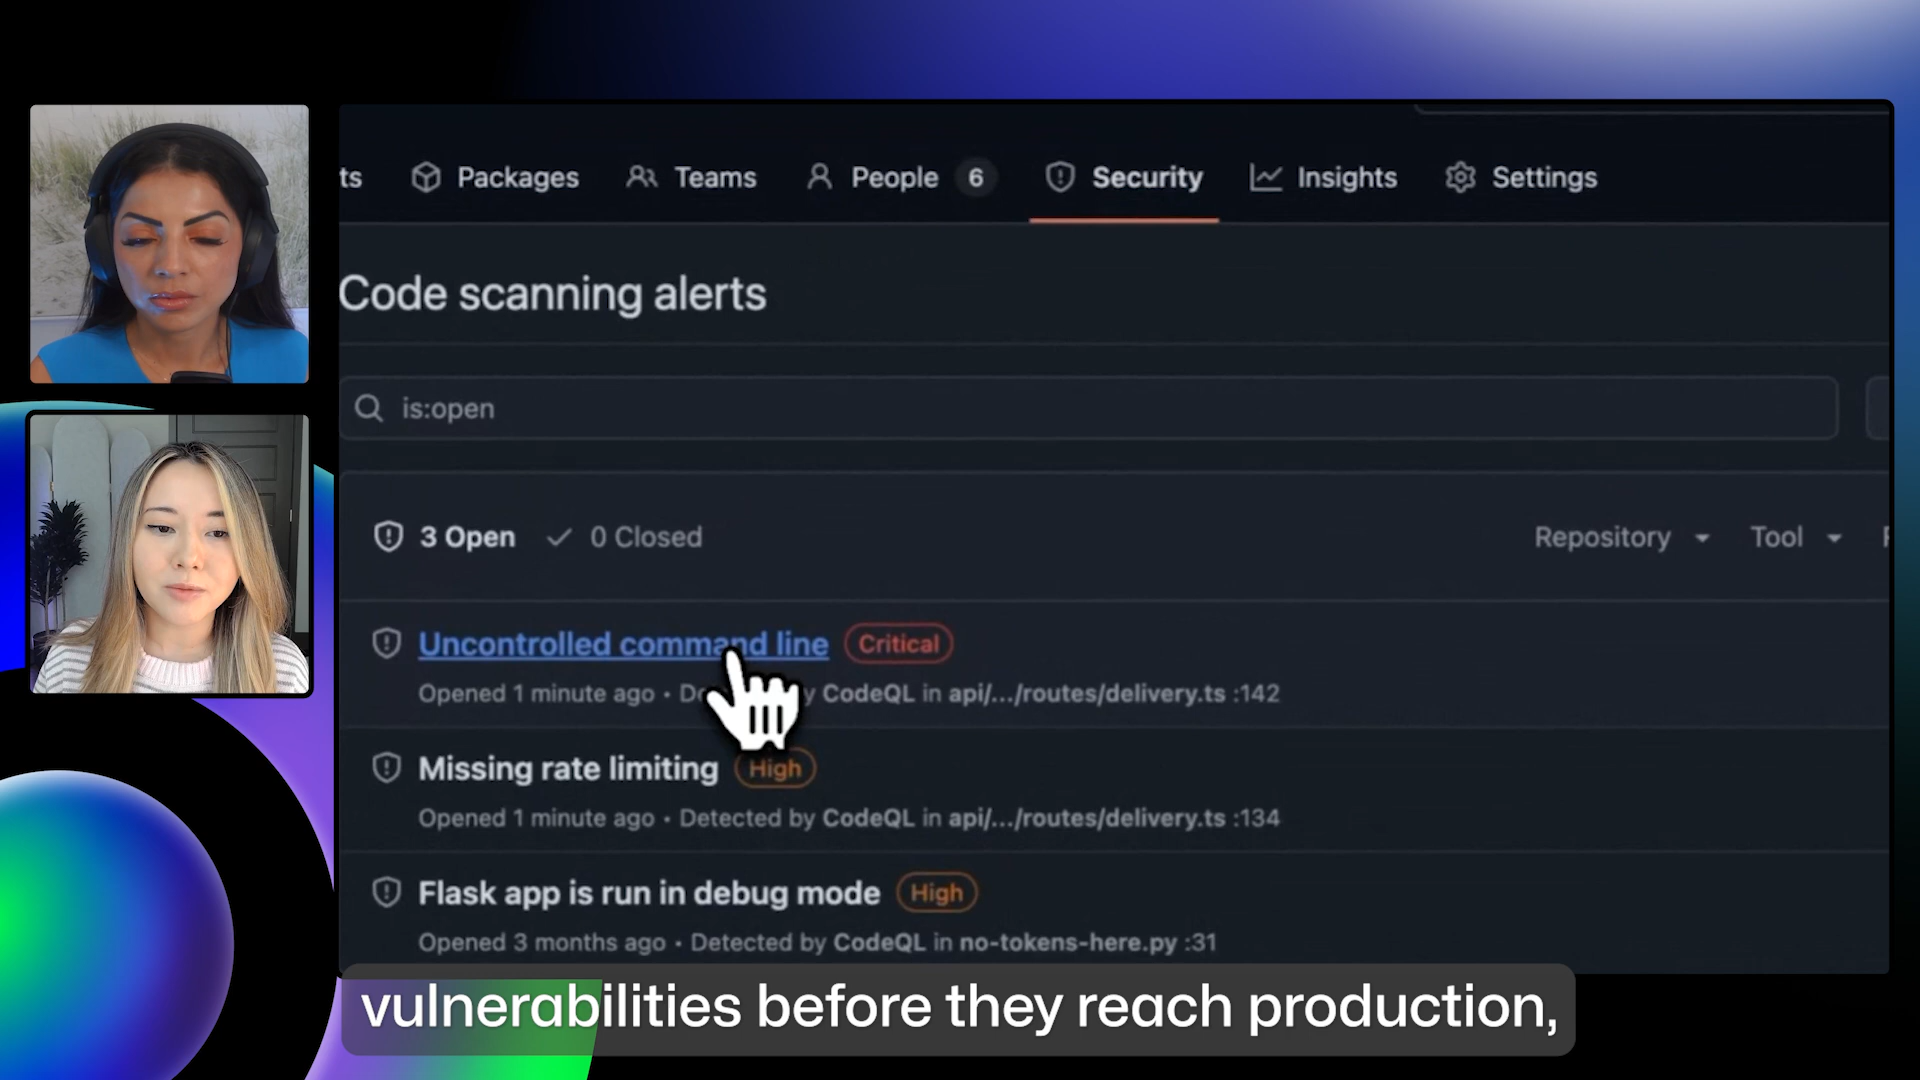 ts Packages Teams People 6 Security Insights Settings
Code scanning alerts
is:open
3 Open 0 Closed Repository Tool
Uncontrolled command line Critical
Opened 1 minute ago • CodeQL in api/.../routes/delivery.ts :142
Missing rate limiting High
Opened 1 minute ago • Detected by CodeQL in api/.../routes/delivery.ts :134
Flask app is run in debug mode High
Opened 3 months ago • Detected by CodeQL in no-tokens-here.py :31
vulnerabilities before they reach production,